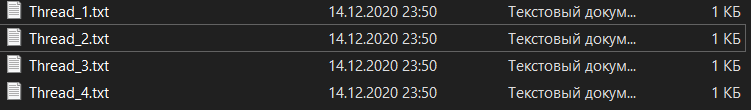 Thread_1.txt 14.12.2020 23:50 Текстовый докум... 1 КБ
Thread_2.txt 14.12.2020 23:50 Текстовый докум... 1 КБ
Thread_3.txt 14.12.2020 23:50 Текстовый докум... 1 КБ
Thread_4.txt 14.12.2020 23:50 Текстовый докум... 1 КБ